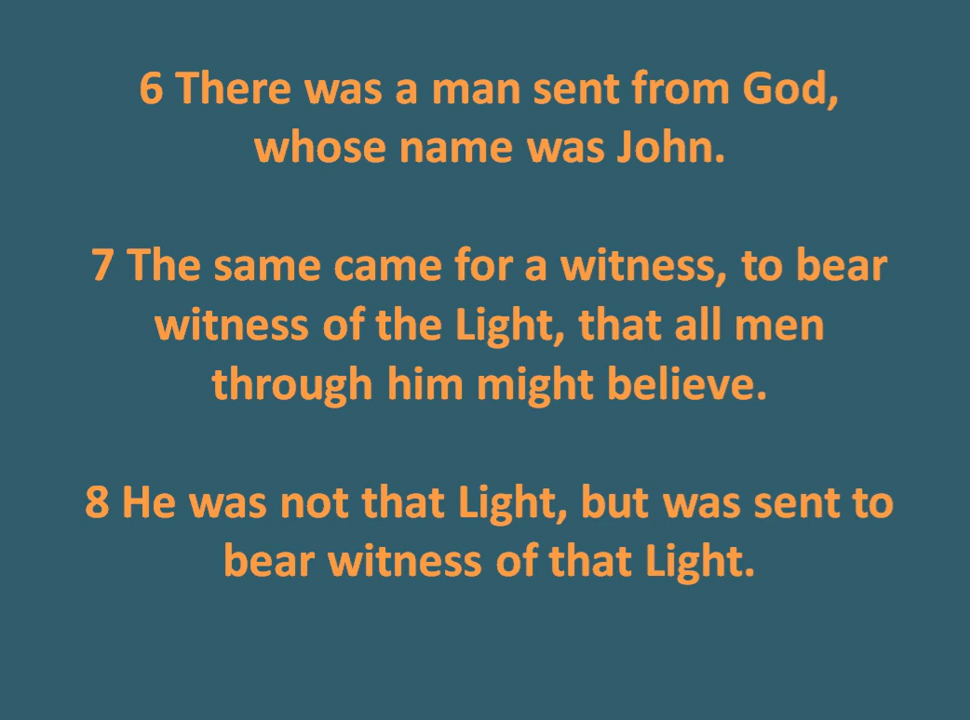 6 There was a man sent from God,
whose name was John.
7 The same came for a witness, to bear
witness of the Light, that all men
through him might believe.
8 He was not that Light, but was sent to
bear witness of that Light.